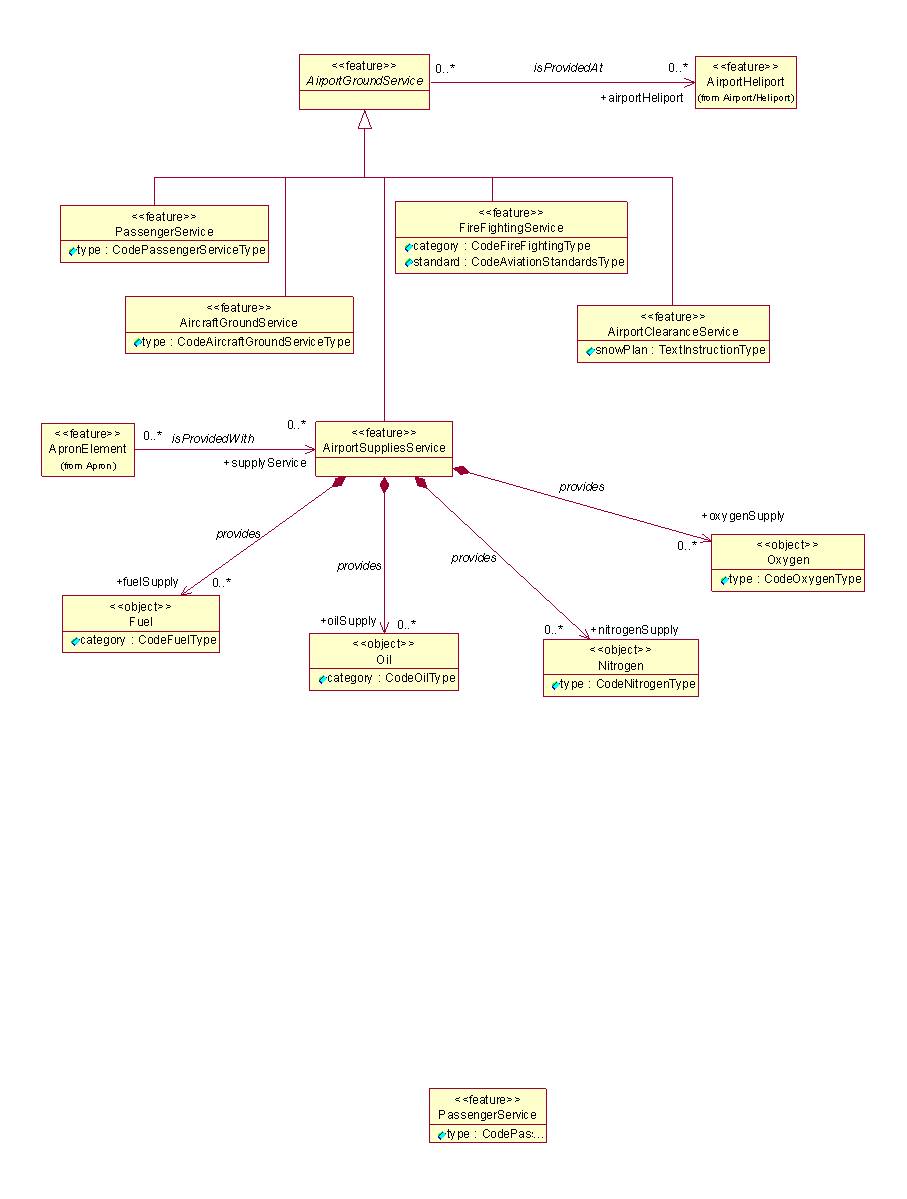 <<feature>>
AirportGroundService
0..*
isProvidedAt
0..*
+airportHeliport
<<feature>>
AirportHeliport
(from Airport/Heliport)
<<feature>>
PassengerService
type : CodePassengerServiceType
<<feature>>
FireFightingService
category : CodeFireFightingType
standard : CodeAviationStandardsType
<<feature>>
AircraftGroundService
type : CodeAircraftGroundServiceType
<<feature>>
AirportClearanceService
snowPlan : TextInstructionType
<<feature>>
ApronElement
(from Apron)
0..*
isProvidedWith
0..*
+supplyService
<<feature>>
AirportSuppliesService
provides
+oxygenSupply
0..*
<<object>>
Oxygen
type : CodeOxygenType
provides
+fuelSupply
0..*
<<object>>
Fuel
category : CodeFuelType
provides
+oilSupply
0..*
<<object>>
Oil
category : CodeOilType
provides
0..*
+nitrogenSupply
<<object>>
Nitrogen
type : CodeNitrogenType
<<feature>>
PassengerService
type : CodePas:...